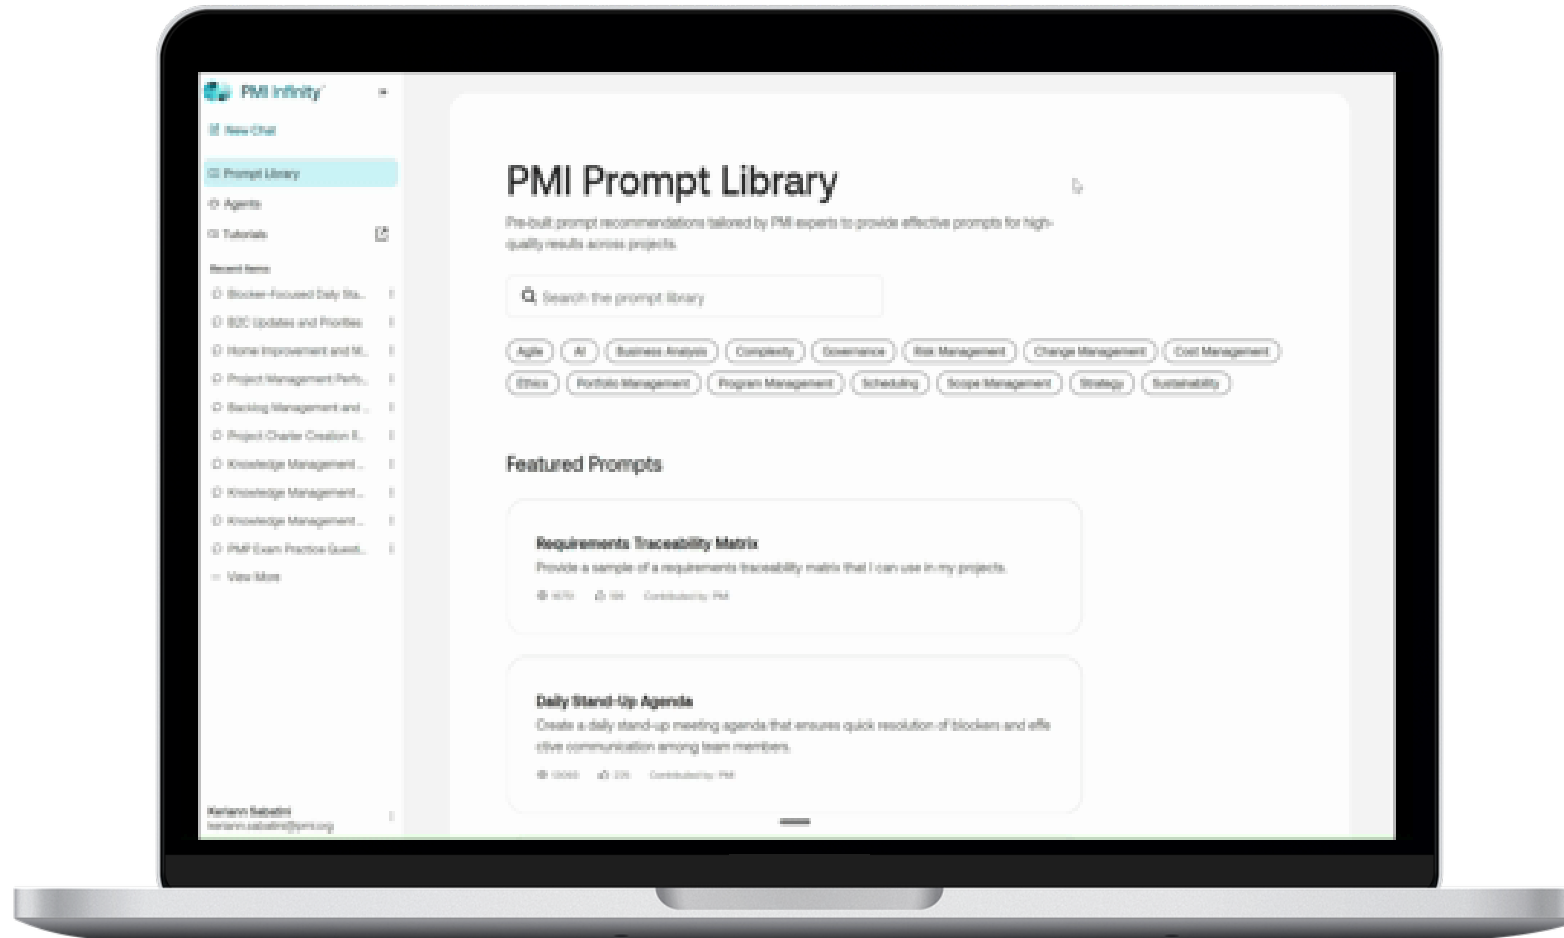 PMI Infinity
New Chat
Prompt Library
Agents
Tutorials
Recent Items
Blocker-Focused Daily Sta...
B2C Updates and Priorities
Home Improvement and M...
Project Management Perfo...
Backlog Management and ...
Project Charter Creation R...
Knowledge Management ...
Knowledge Management ...
Knowledge Management ...
PMP Exam Practice Questi...
View More
Keriann Sabatini
keriann.sabatini@pmi.org
PMI Prompt Library
Pre-built prompt recommendations tailored by PMI experts to provide effective prompts for high-
quality results across projects.
Search the prompt library
Agile AI Business Analysis Complexity Governance Risk Management Change Management Cost Management
Ethics Portfolio Management Program Management Scheduling Scope Management Strategy Sustainability
Featured Prompts
Requirements Traceability Matrix
Provide a sample of a requirements traceability matrix that I can use in my projects.
Contributed by: PMI
Daily Stand-Up Agenda
Create a daily stand-up meeting agenda that ensures quick resolution of blockers and effe
ctive communication among team members.
Contributed by: PMI